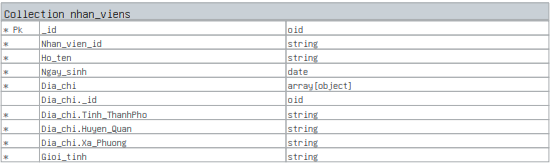 Collection nhan_viens
* Pk _id oid
* Nhan_vien_id string
* Ho_ten string
* Ngay_sinh date
* Dia_chi array[object]
Dia_chi._id oid
* Dia_chi.Tinh_ThanhPho string
* Dia_chi.Huyen_Quan string
* Dia_chi.Xa_Phuong string
* Gioi_tinh string